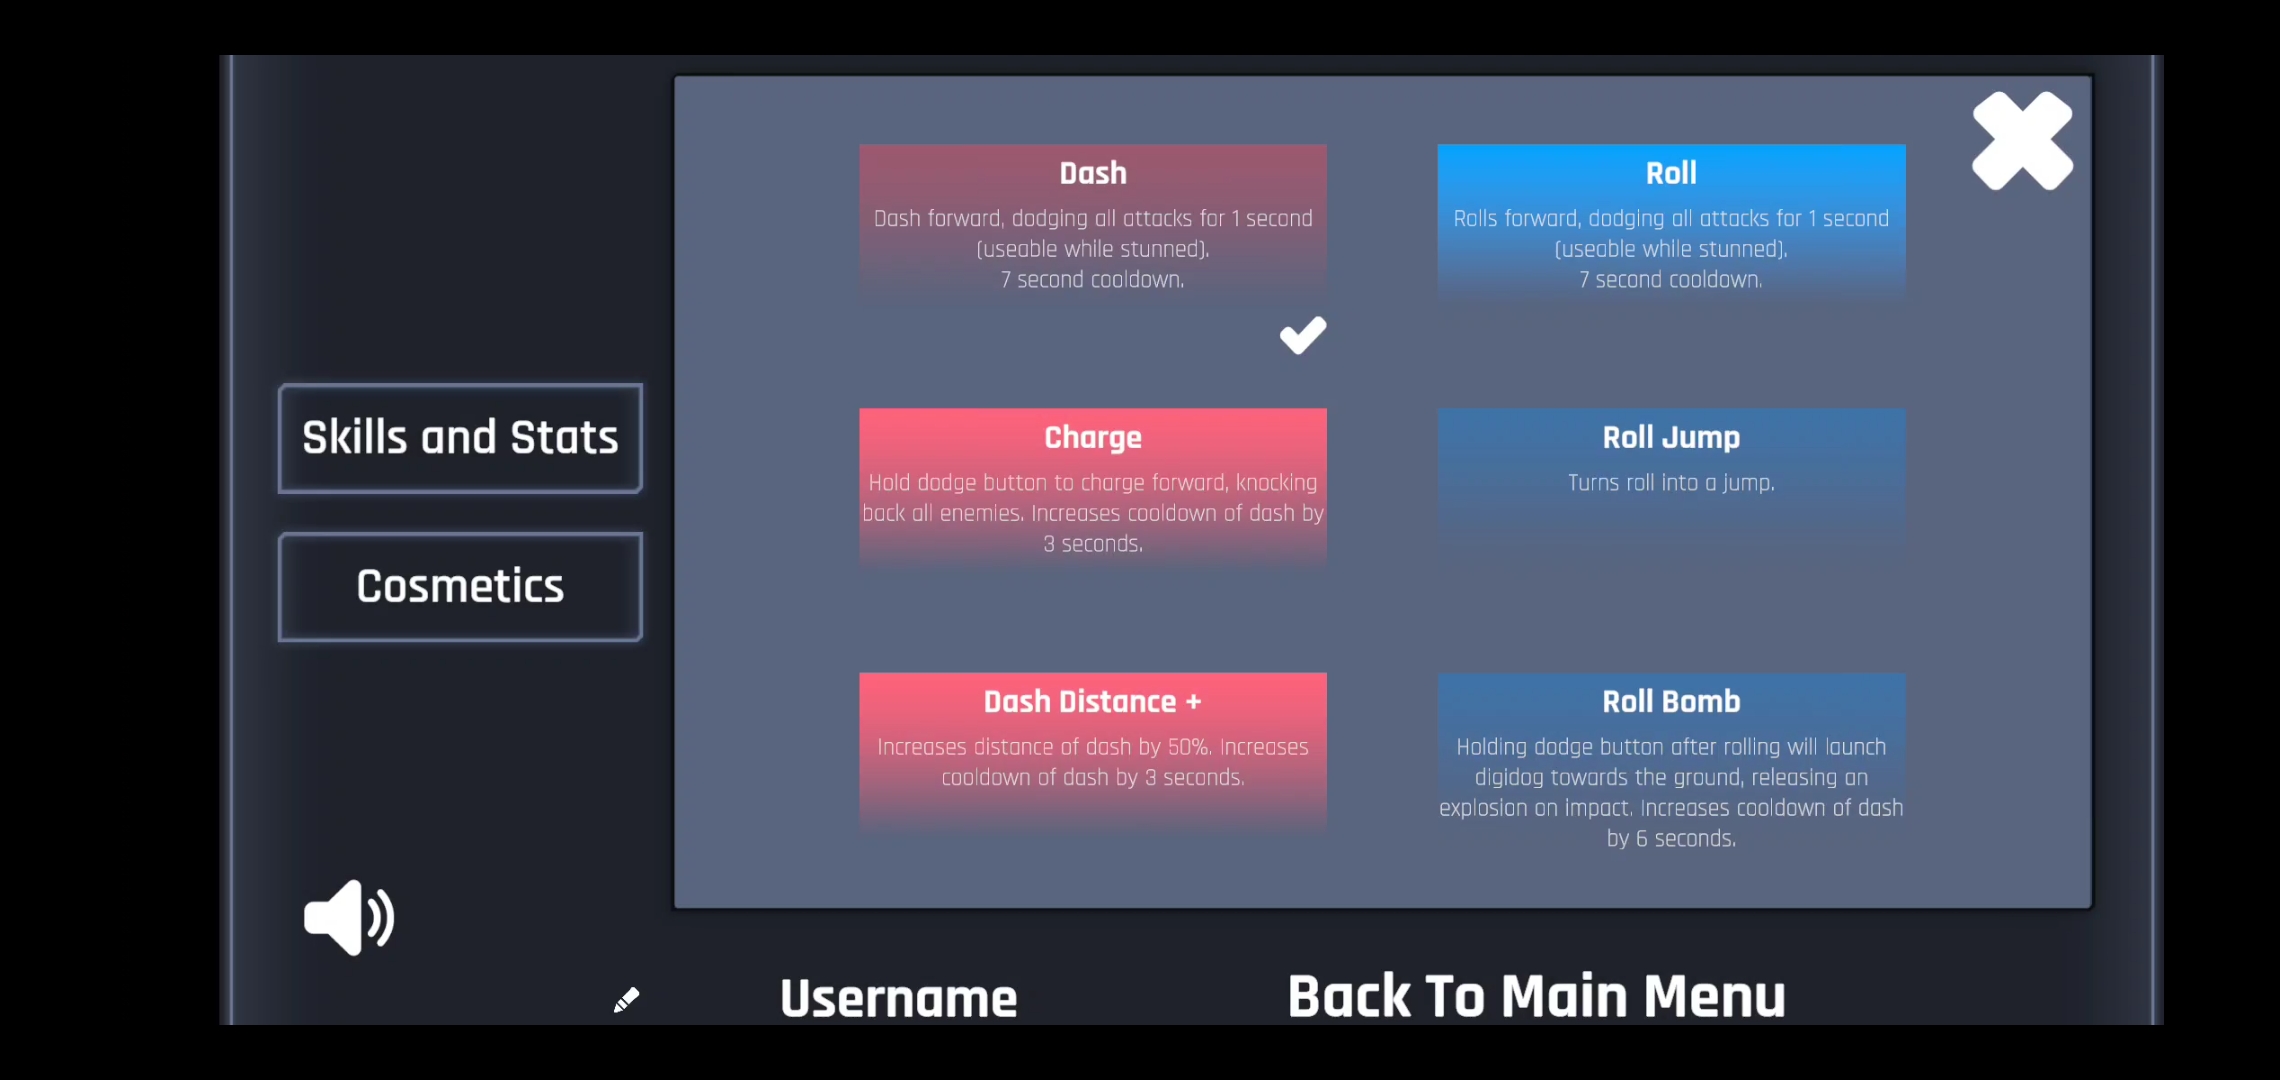 Dash
Dash forward, dodging all attacks for 1 second
(useable while stunned).
7 second cooldown.
Roll
Rolls forward, dodging all attacks for 1 second
(useable while stunned).
7 second cooldown.
Skills and Stats
Cosmetics
Charge
Hold dodge button to charge forward, knocking
back all enemies. Increases cooldown of dash by
3 seconds.
Roll Jump
Turns roll into a jump.
Dash Distance +
Increases distance of dash by 50%. Increases
cooldown of dash by 3 seconds.
Roll Bomb
Holding dodge button after rolling will launch
digidog towards the ground, releasing an
explosion on impact. Increases cooldown of dash
by 6 seconds.
Username
Back To Main Menu